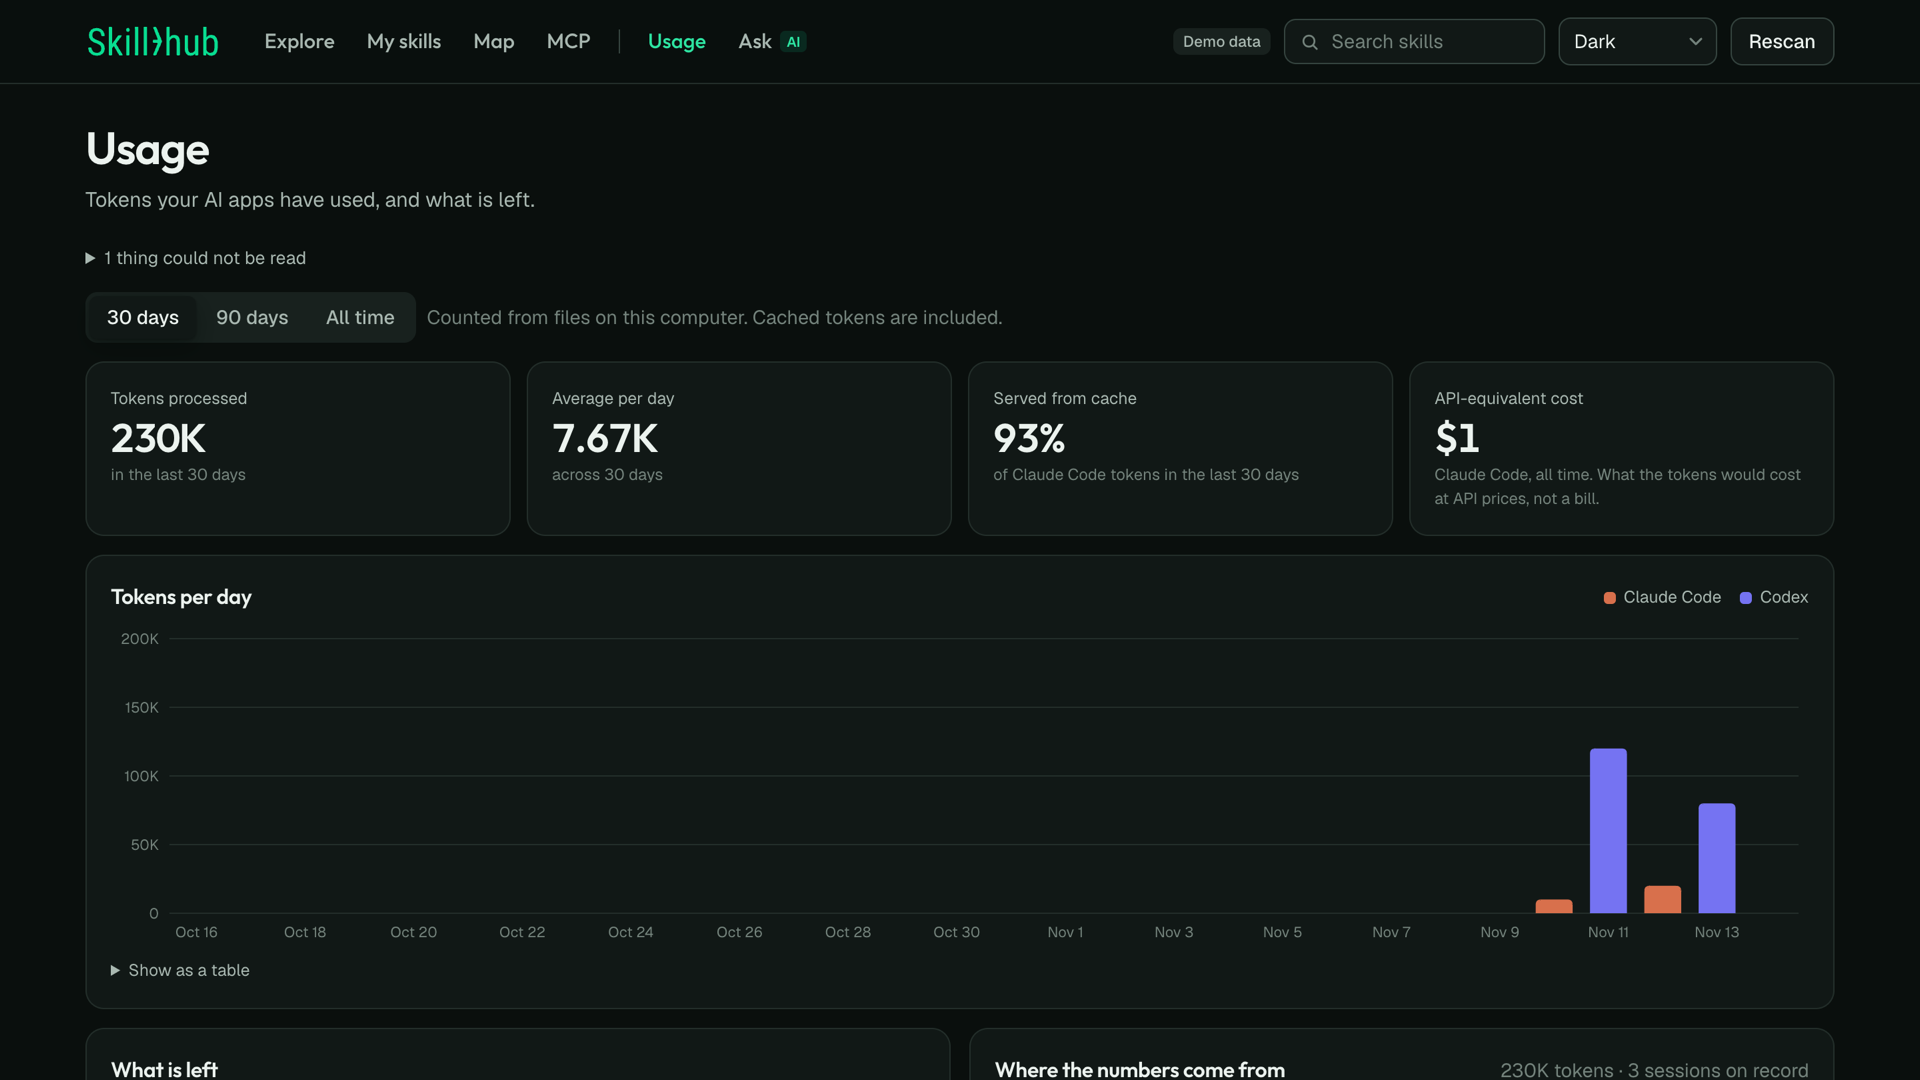 Skillhub
Explore
My skills
Map
MCP
Usage
Ask AI
Demo data
Search skills
Dark
Rescan
Usage
Tokens your AI apps have used, and what is left.
1 thing could not be read
30 days
90 days
All time
Counted from files on this computer. Cached tokens are included.
Tokens processed
230K
in the last 30 days
Average per day
7.67K
across 30 days
Served from cache
93%
of Claude Code tokens in the last 30 days
API-equivalent cost
$1
Claude Code, all time. What the tokens would cost
at API prices, not a bill.
Tokens per day
Claude Code
Codex
200K
150K
100K
50K
0
Oct 16
Oct 18
Oct 20
Oct 22
Oct 24
Oct 26
Oct 28
Oct 30
Nov 1
Nov 3
Nov 5
Nov 7
Nov 9
Nov 11
Nov 13
Show as a table
What is left
Where the numbers come from
230K tokens · 3 sessions on record